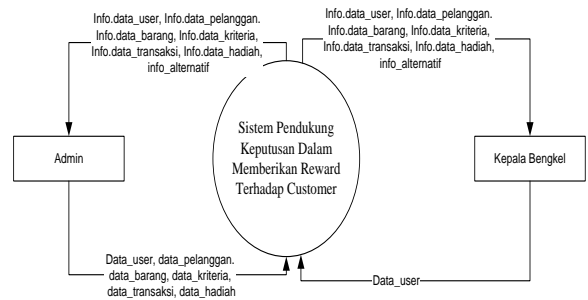 Info.data_user, Info.data_pelanggan.
Info.data_barang, Info.data_kriteria,
Info.data_transaksi, Info.data_hadiah,
info_alternatif
Info.data_user, Info.data_pelanggan.
Info.data_barang, Info.data_kriteria,
Info.data_transaksi, Info.data_hadiah,
info_alternatif
Admin
Sistem Pendukung
Keputusan Dalam
Memberikan Reward
Terhadap Customer
Kepala Bengkel
Data_user, data_pelanggan.
data_barang, data_kriteria,
data_transaksi, data_hadiah
Data_user